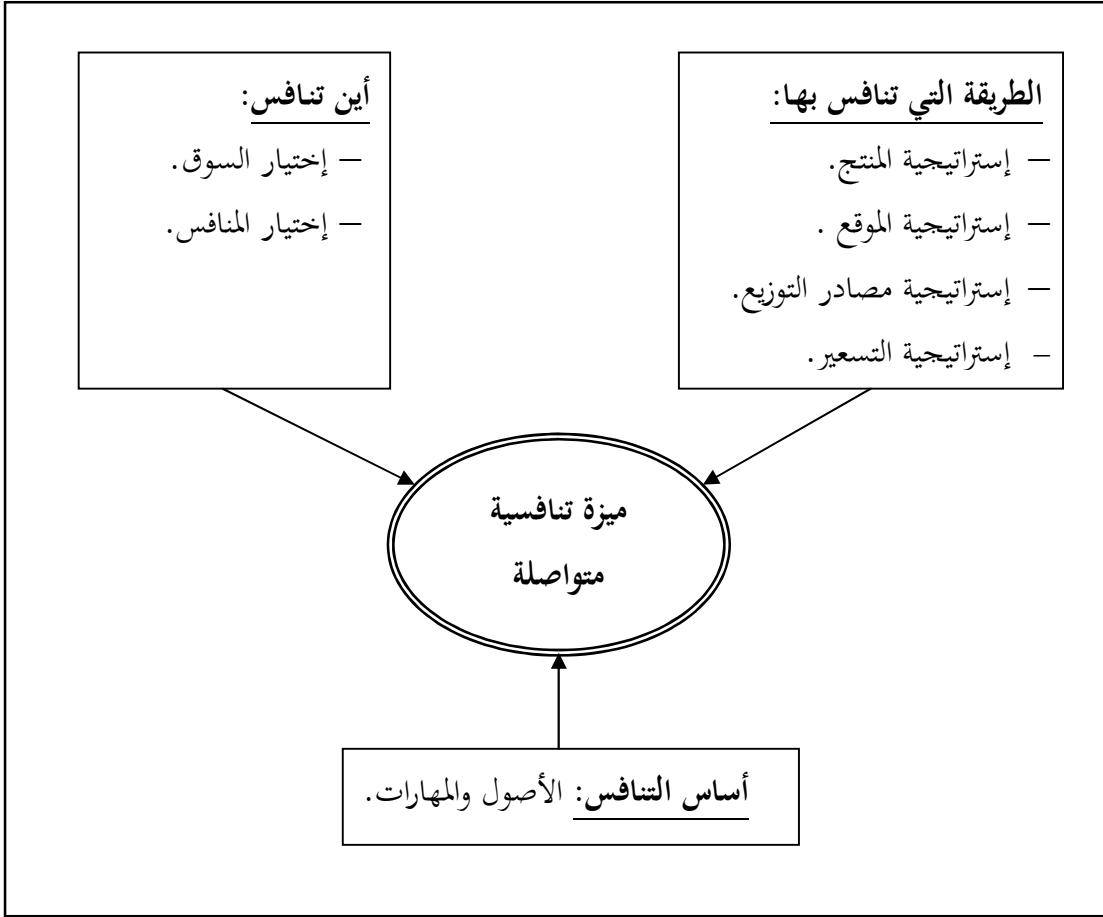 الطريقة التي تنافس بها:
– إستراتيجية المنتج.
– إستراتيجية الموقع .
– إستراتيجية مصادر التوزيع.
– إستراتيجية التسعير.
أين تنافس:
– إختيار السوق.
– إختيار المنافس.
ميزة تنافسية
متواصلة
أساس التنافس: الأصول والمهارات.